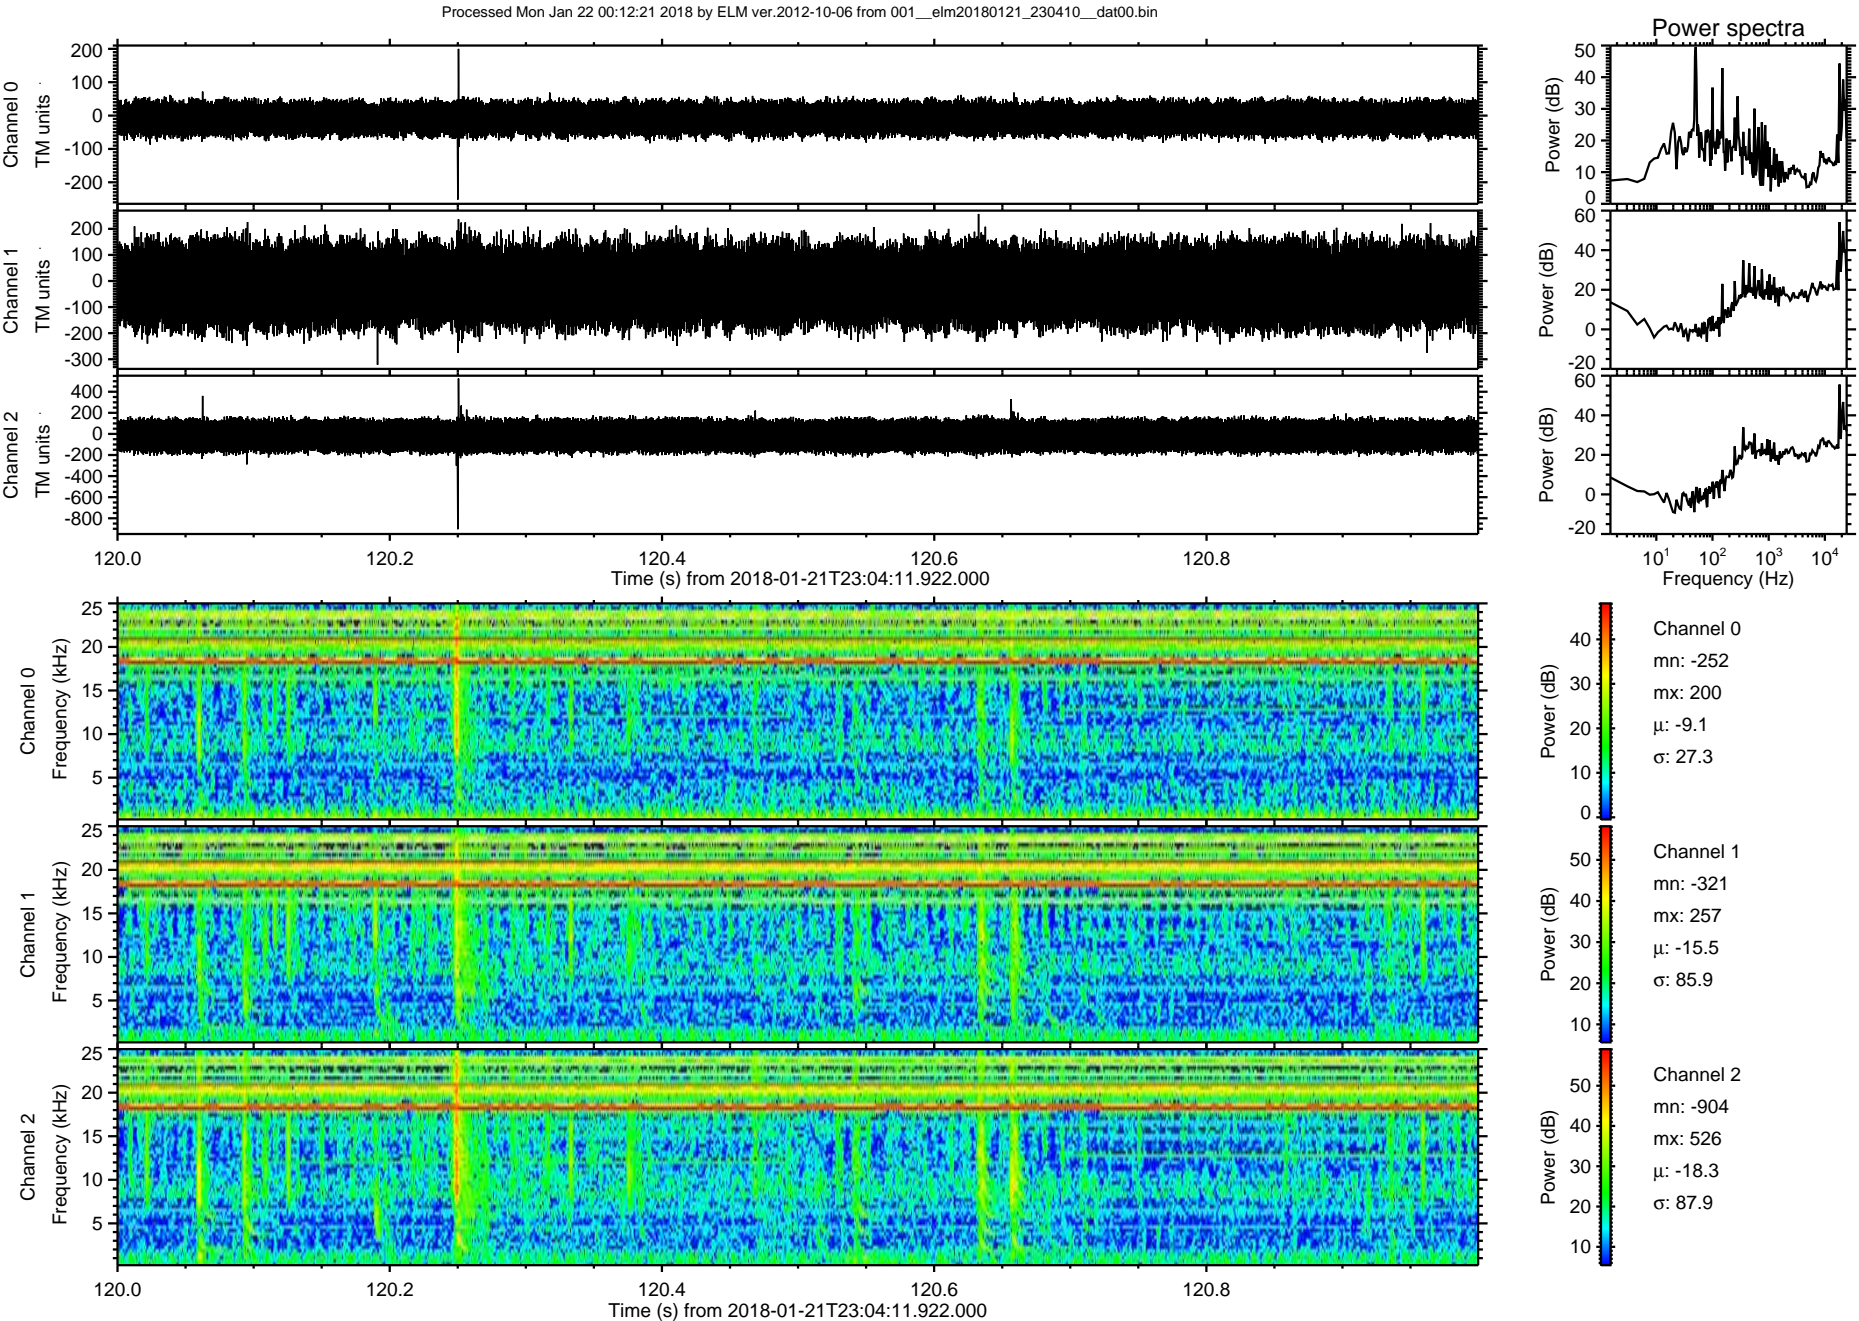 Processed Mon Jan 22 00:12:21 2018 by ELM ver.2012-10-06 from 001__elm20180121_230410__dat00.bin
Power spectra
Channel 0
TM units
200
100
0
-100
-200
Power (dB)
50
40
30
20
10
0
Channel 1
TM units
200
100
0
-100
-200
-300
Power (dB)
60
40
20
0
-20
Channel 2
TM units
400
200
0
-200
-400
-600
-800
Power (dB)
60
40
20
0
-20
120.0 120.2 120.4 120.6 120.8
Time (s) from 2018-01-21T23:04:11.922.000
10^1 10^2 10^3 10^4
Frequency (Hz)
Channel 0
Frequency (kHz)
25
20
15
10
5
Power (dB)
40
30
20
10
0
Channel 0
mn: -252
mx: 200
µ: -9.1
σ: 27.3
Channel 1
Frequency (kHz)
25
20
15
10
5
Power (dB)
50
40
30
20
10
Channel 1
mn: -321
mx: 257
µ: -15.5
σ: 85.9
Channel 2
Frequency (kHz)
25
20
15
10
5
Power (dB)
50
40
30
20
10
Channel 2
mn: -904
mx: 526
µ: -18.3
σ: 87.9
120.0 120.2 120.4 120.6 120.8
Time (s) from 2018-01-21T23:04:11.922.000